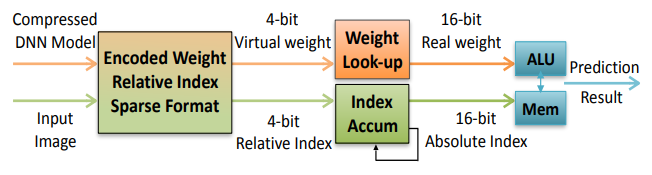 Compressed
DNN Model
Input
Image
Encoded Weight
Relative Index
Sparse Format
4-bit
Virtual weight
4-bit
Relative Index
Weight
Look-up
Index
Accum
16-bit
Real weight
16-bit
Absolute Index
ALU
Mem
Prediction
Result